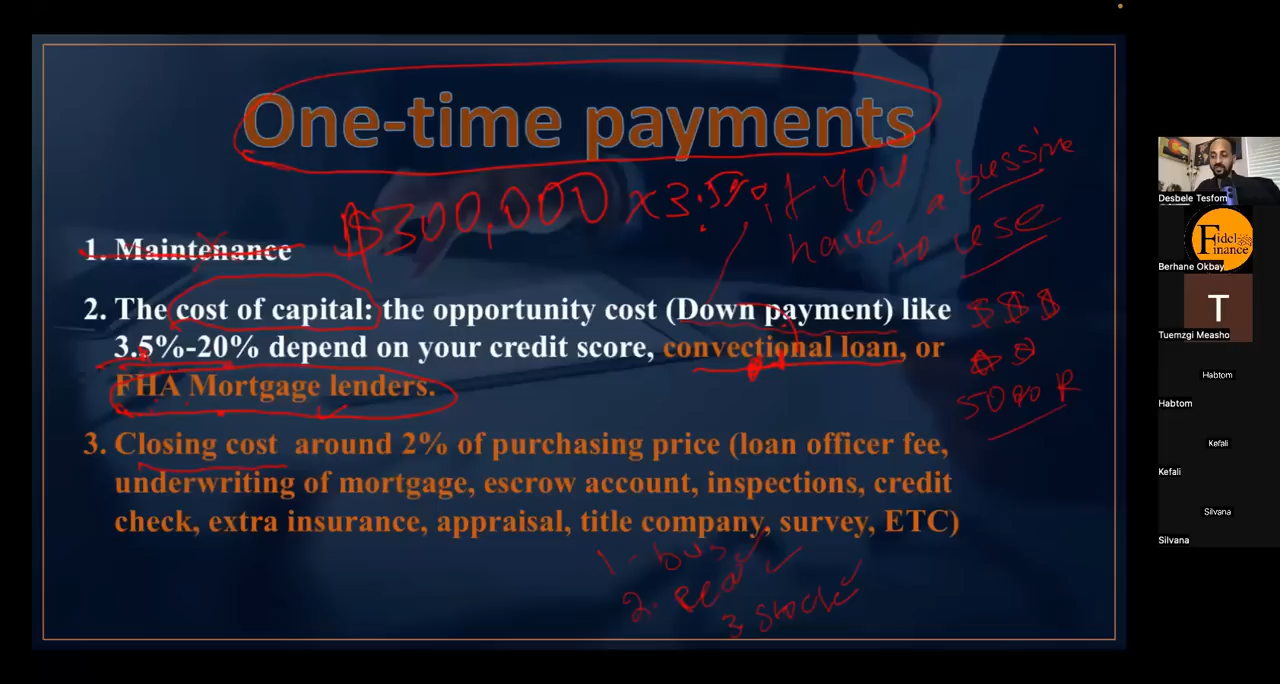 One-time payments
$300,000 x 3.5% if you
have a bussine
to use
1. Maintenance
2. The cost of capital: the opportunity cost (Down payment) like
3.5%-20% depend on your credit score, convectional loan, or
FHA Mortgage lenders.
$ $ $
3. Closing cost around 2% of purchasing price (loan officer fee,
underwriting of mortgage, escrow account, inspections, credit
check, extra insurance, appraisal, title company, survey, ETC)
1. bus
2. real
3. stock
Desbele Tesfom
Fidel
Finance
Berhane Okbay
T
Tuemzgi Measho
Habtom
Habtom
Kefali
Kefali
Silvana
Silvana